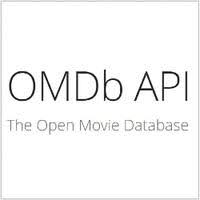 OMDb API
The Open Movie Database